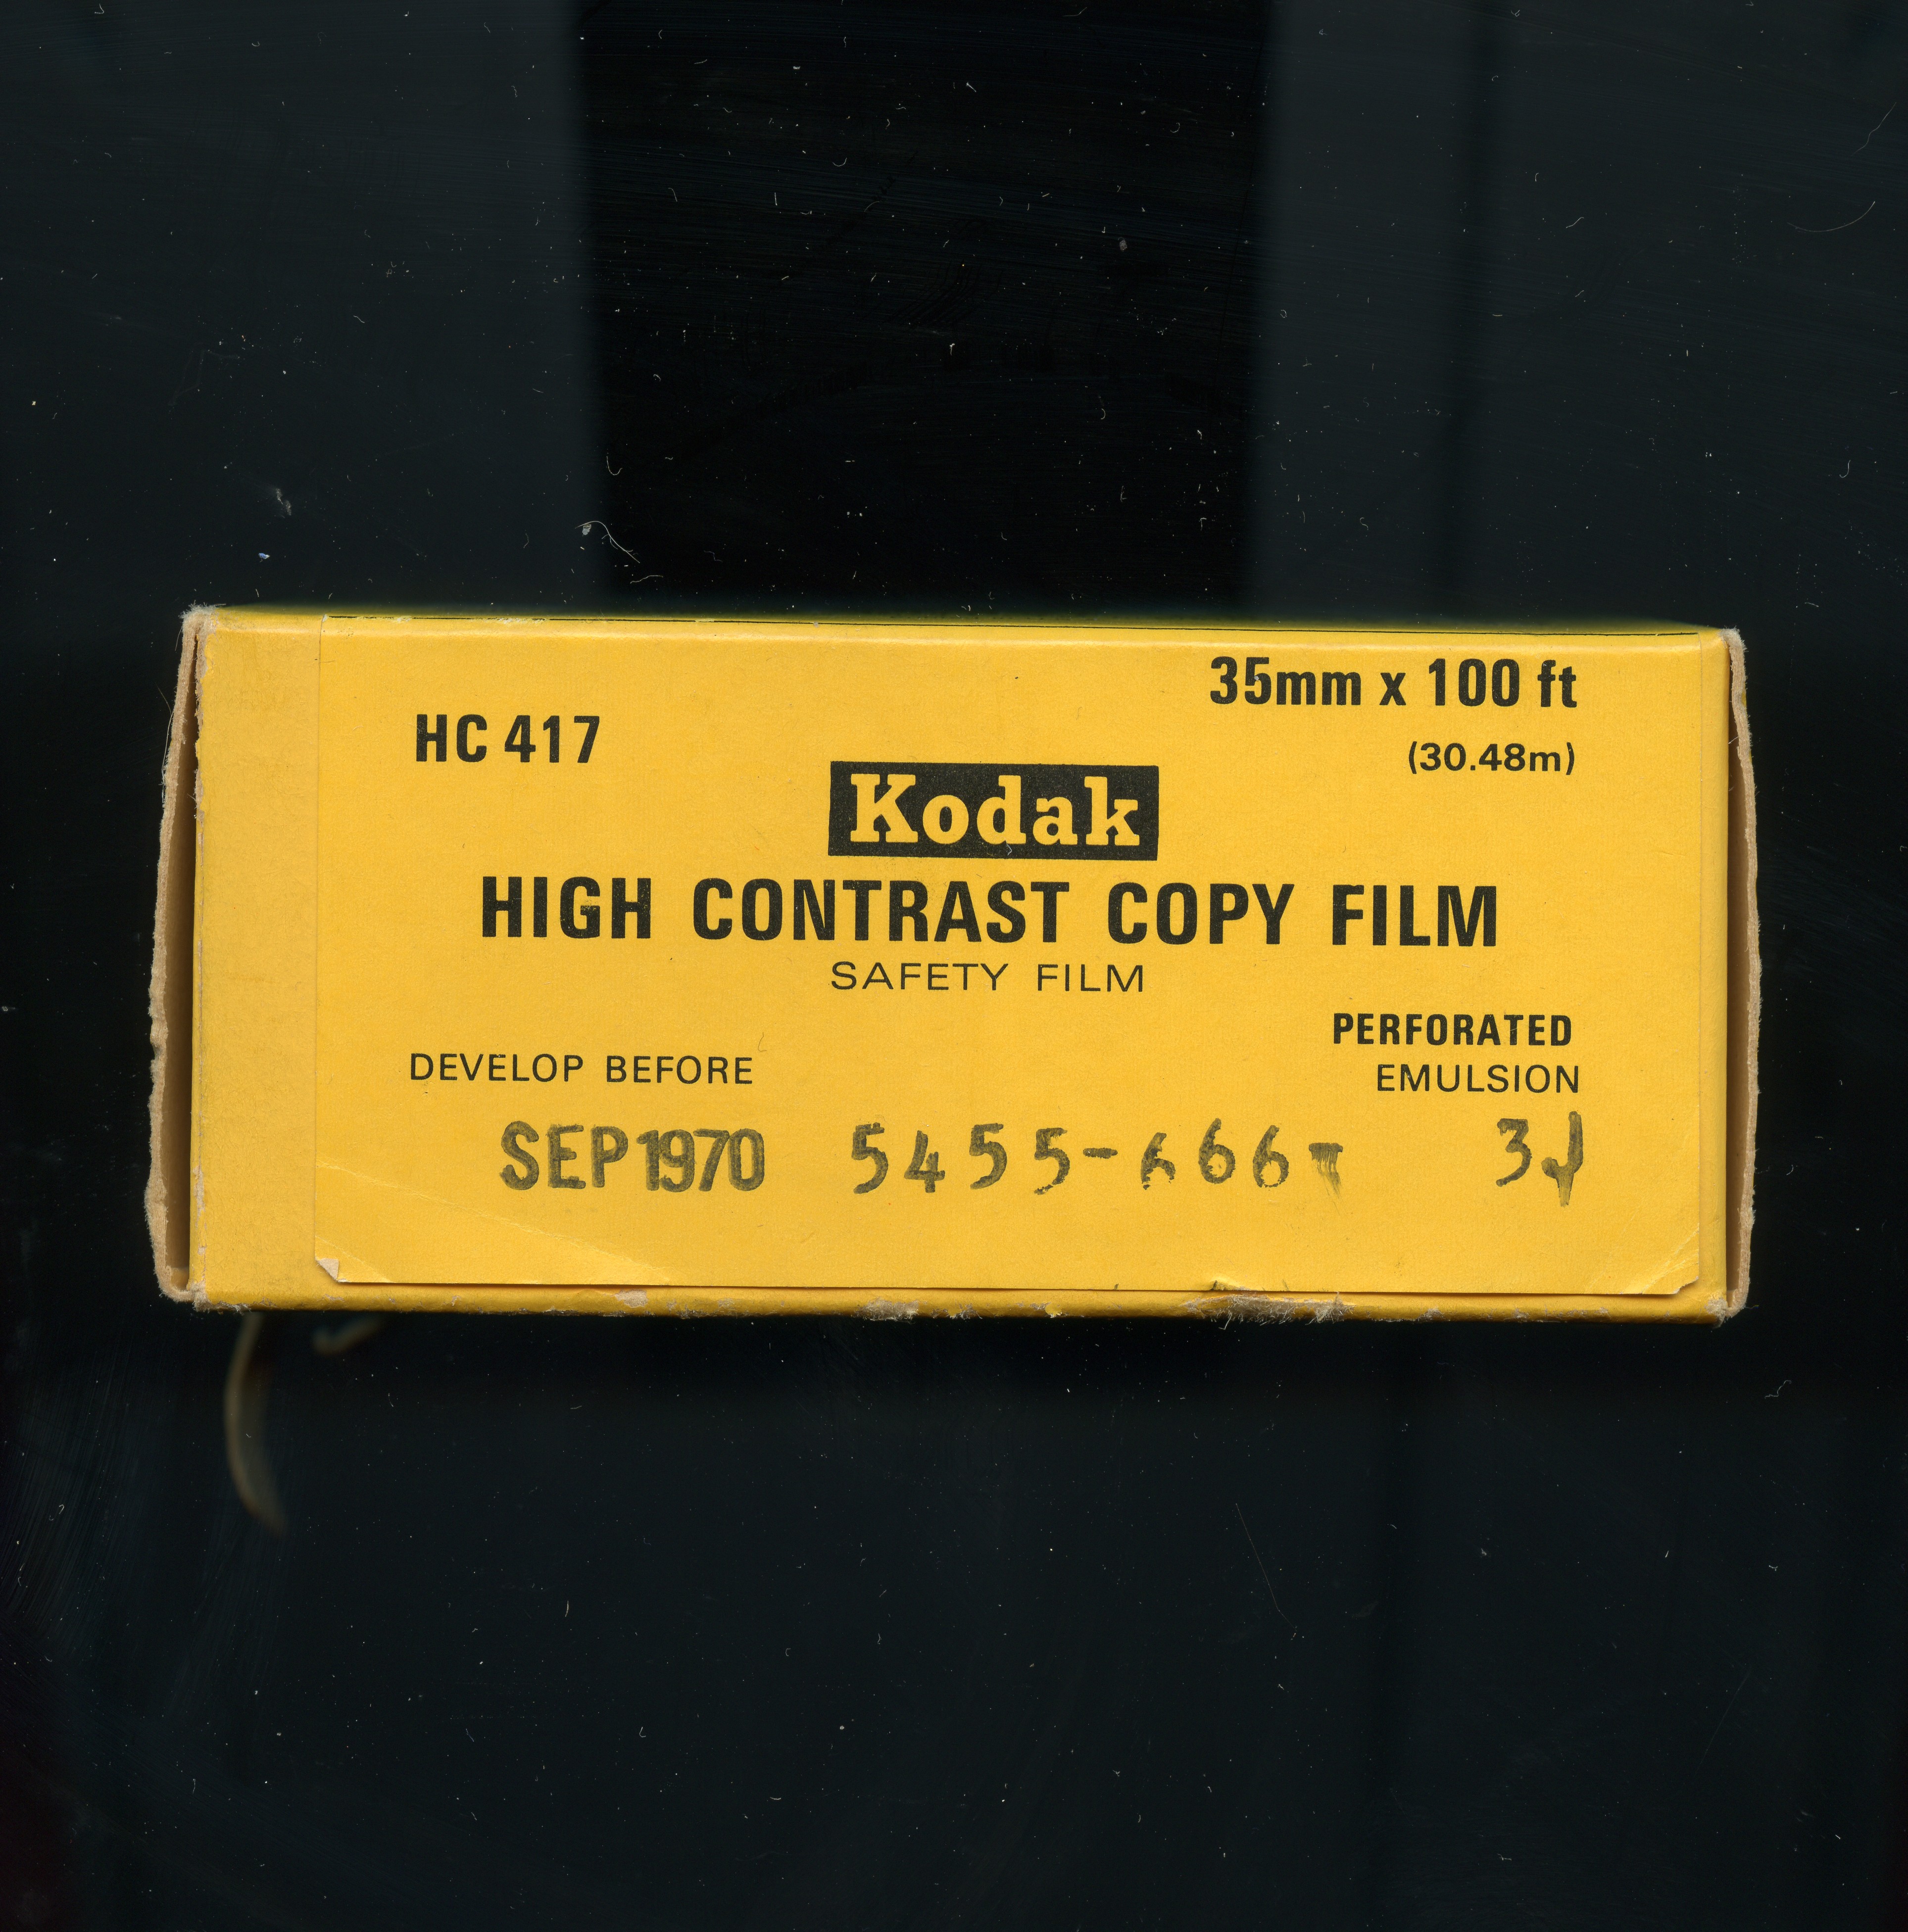 35mm x 100 ft
HC 417
(30.48m)
Kodak
HIGH CONTRAST COPY FILM
SAFETY FILM
PERFORATED
DEVELOP BEFORE
EMULSION
SEP 1970 5455-666-